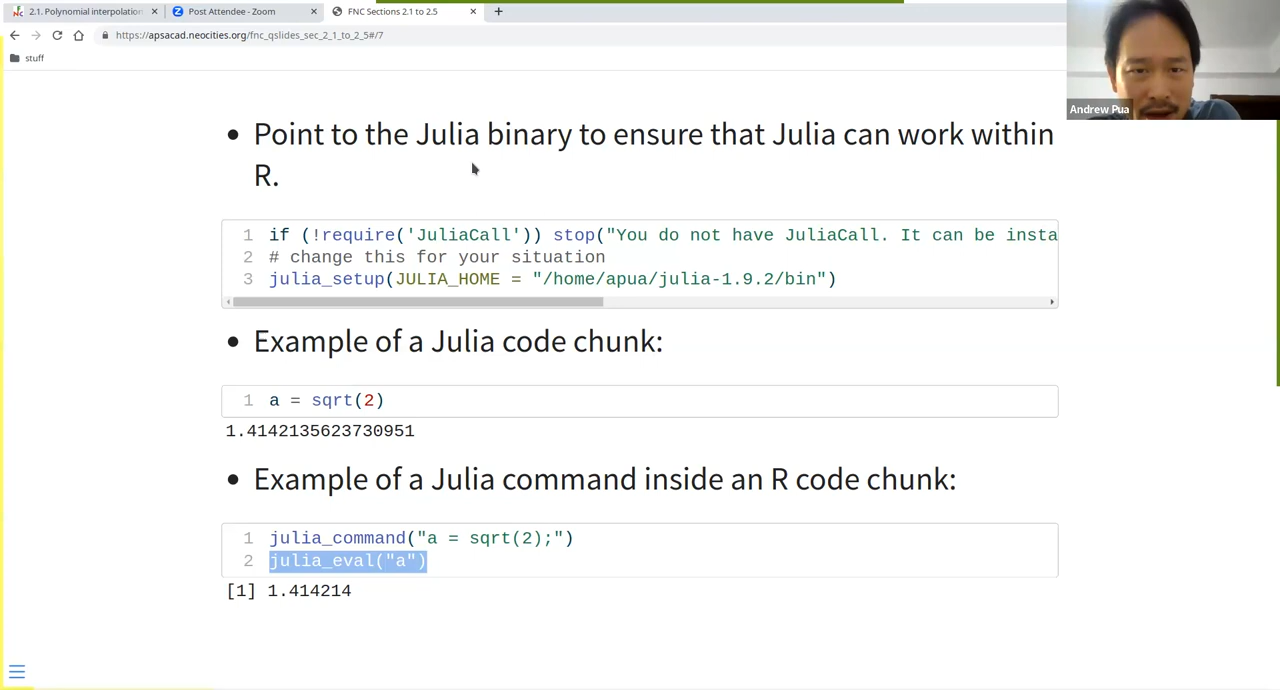 2.1. Polynomial interpolation
Post Attendee - Zoom
FNC Sections 2.1 to 2.5
https://apsacad.neocities.org/fnc_qslides_sec_2_1_to_2_5#/7
stuff
Andrew Pua
• Point to the Julia binary to ensure that Julia can work within
R.
1 if (!require('JuliaCall')) stop("You do not have JuliaCall. It can be insta
2 # change this for your situation
3 julia_setup(JULIA_HOME = "/home/apua/julia-1.9.2/bin")
• Example of a Julia code chunk:
1 a = sqrt(2)
1.4142135623730951
• Example of a Julia command inside an R code chunk:
1 julia_command("a = sqrt(2);")
2 julia_eval("a")
[1] 1.414214